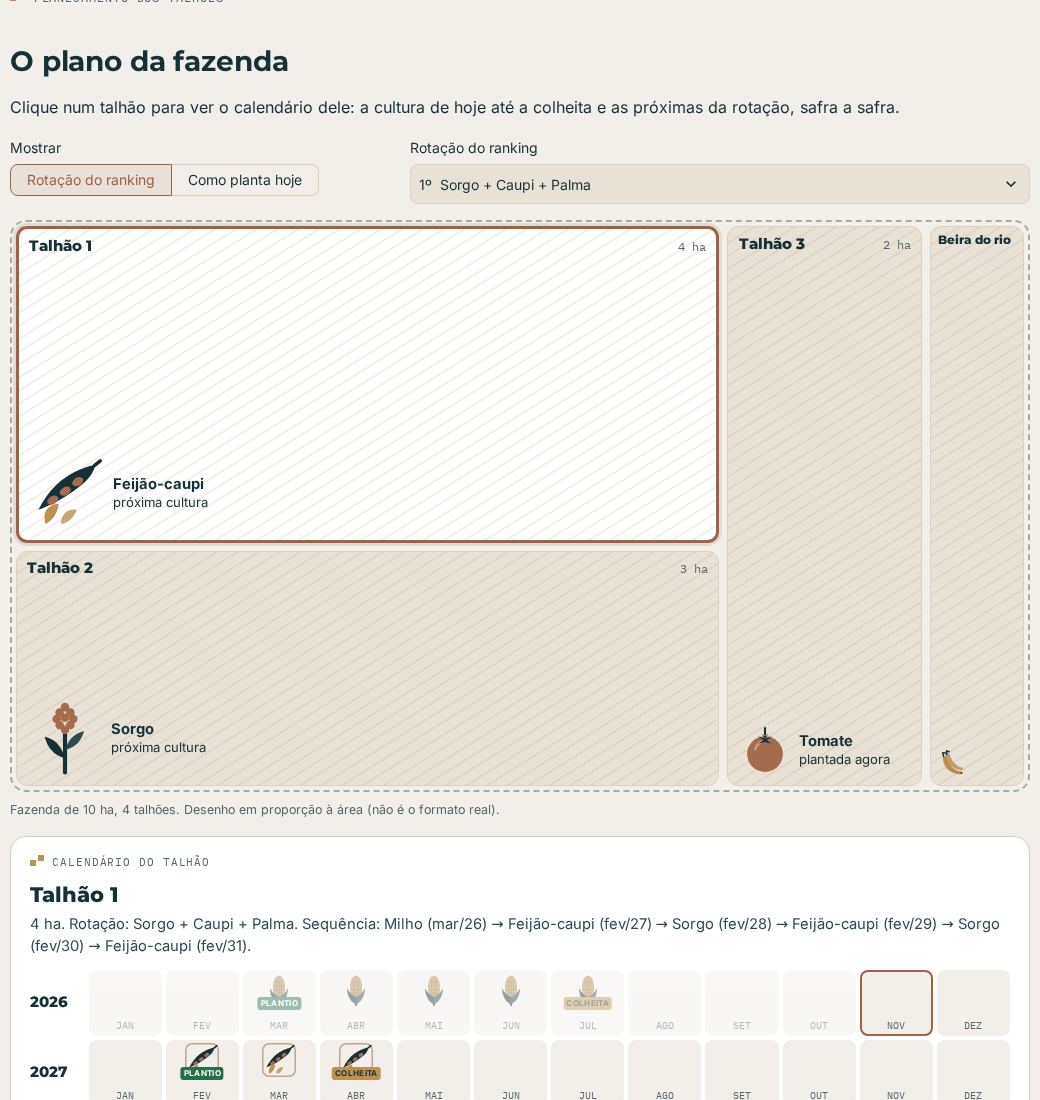 PLANEJAMENTO DOS TALHÕES
O plano da fazenda
Clique num talhão para ver o calendário dele: a cultura de hoje até a colheita e as próximas da rotação, safra a safra.
Mostrar
Rotação do ranking
Rotação do ranking
Como planta hoje
1º Sorgo + Caupi + Palma
Talhão 1
4 ha
Talhão 3
2 ha
Beira do rio
Feijão-caupi
próxima cultura
Talhão 2
3 ha
Sorgo
próxima cultura
Tomate
plantada agora
Fazenda de 10 ha, 4 talhões. Desenho em proporção à área (não é o formato real).
CALENDÁRIO DO TALHÃO
Talhão 1
4 ha. Rotação: Sorgo + Caupi + Palma. Sequência: Milho (mar/26) → Feijão-caupi (fev/27) → Sorgo (fev/28) → Feijão-caupi (fev/29) → Sorgo
(fev/30) → Feijão-caupi (fev/31).
2026
PLANTIO
COLHEITA
JAN FEV MAR ABR MAI JUN JUL AGO SET OUT NOV DEZ
2027
PLANTIO
COLHEITA
JAN FEV MAR ABR MAI JUN JUL AGO SET OUT NOV DEZ